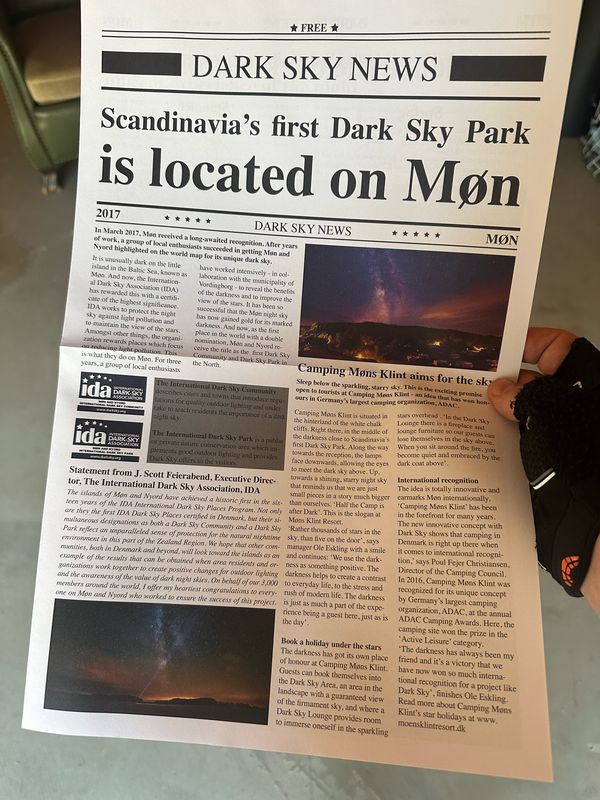 ★ FREE ★
DARK SKY NEWS
Scandinavia's first Dark Sky Park
is located on Møn
2017
★ ★ ★ ★ ★
DARK SKY NEWS
★ ★ ★ ★ ★
MØN
In March 2017, Møn received a long-awaited recognition. After years
of work, a group of local enthusiasts succeeded in getting Møn and
Nyord highlighted on the world map for its unique dark sky.
It is unusually dark on the little
island in the Baltic Sea, known as
Møn. And now, the Internation-
al Dark Sky Association (IDA)
has rewarded this with a certifi-
cate of the highest significance.
IDA works to protect the night
sky against light pollution and
to maintain the view of the stars.
Amongst other things, the organi-
zation rewards places which focus
on reducing light pollution. This
is what they do on Møn. For three
years, a group of local enthusiasts
have worked intensively - in col-
laboration with the municipality of
Vordingborg - to reveal the benefits
of the darkness and to improve the
view of the stars. It has been so
successful that the Møn night sky
has now gained gold for its marked
darkness. And now, as the first
place in the world with a double
nomination, Møn and Nyord re-
ceive the title as the first Dark Sky
Community and Dark Sky Park in
the North.
ida INTERNATIONAL
DARK-SKY
ASSOCIATION
MØN AND NYORD
DARK SKY COMMUNITY
www.darksky.org
The International Dark Sky Community
describes cities and towns that introduce regu-
lations for quality outdoor lighting and under-
take to teach residents the importance of a dark
night sky.
ida INTERNATIONAL
DARK-SKY
ASSOCIATION
MØN AND NYORD
DARK SKY PARK
www.darksky.org
The International Dark Sky Park is a public
or private nature conservation area which im-
plements good outdoor lighting and provides
Dark Sky offers to the visitors.
Statement from J. Scott Feierabend, Executive Direc-
tor, The International Dark Sky Association, IDA
The islands of Møn and Nyord have achieved a historic first in the six-
teen years of the IDA International Dark Sky Places Program. Not only
are they the first IDA Dark Sky Places certified in Denmark, but their si-
multaneous designations as both a Dark Sky Community and a Dark Sky
Park reflect an unparalleled sense of protection for the natural nighttime
environment in this part of the Zealand Region. We hope that other com-
munities, both in Denmark and beyond, will look toward the islands as an
example of the results that can be obtained when area residents and or-
ganizations work together to create positive changes for outdoor lighting
and the awareness of the value of dark night skies. On behalf of our 3,000
members around the world, I offer my heartiest congratulations to every-
one on Møn and Nyord who worked to ensure the success of this project.
Camping Møns Klint aims for the sky
Sleep below the sparkling, starry sky. This is the exciting promise
open to tourists at Camping Møns Klint - an idea that has won hon-
ours in Germany's largest camping organization, ADAC.
Camping Møns Klint is situated in
the hinterland of the white chalk
cliffs. Right there, in the middle of
the darkness close to Scandinavia's
first Dark Sky Park. Along the way
towards the reception, the lamps
face downwards, allowing the eyes
to meet the dark sky above. Up,
towards a shining, starry night sky
that reminds us that we are just
small pieces in a story much bigger
than ourselves. 'Half the Camp is
after Dark'. This is the slogan at
Møns Klint Resort.
'Rather thousands of stars in the
sky, than five on the door', says
manager Ole Eskling with a smile
and continues: 'We use the dark-
ness as something positive. The
darkness helps to create a contrast
to everyday life, to the stress and
rush of modern life. The darkness
is just as much a part of the expe-
rience being a guest here, just as is
the day'.
Book a holiday under the stars
The darkness has got its own place
of honour at Camping Møns Klint.
Guests can book themselves into
the Dark Sky Area, an area in the
landscape with a guaranteed view
of the firmament sky, and where a
Dark Sky Lounge provides room
to immerse oneself in the sparkling
stars overhead. 'In the Dark Sky
Lounge there is a fireplace and
lounge furniture so our guests can
lose themselves in the sky above.
When you sit around the fire, you
become quiet and embraced by the
dark coat above'.
International recognition
The idea is totally innovative and
earmarks Møn internationally.
'Camping Møns Klint' has been
in the forefront for many years.
The new innovative concept with
Dark Sky shows that camping in
Denmark is right up there when
it comes to international recogni-
tion,' says Poul Fejer Christiansen,
Director of the Camping Council.
In 2016, Camping Møns Klint was
recognized for its unique concept
by Germany's largest camping
organization, ADAC, at the annual
ADAC Camping Awards. Here, the
camping site won the prize in the
'Active Leisure' category.
'The darkness has always been my
friend and it's a victory that we
have now won so much interna-
tional recognition for a project like
Dark Sky', finishes Ole Eskling.
Read more about Camping Møns
Klint's star holidays at www.
moensklintresort.dk